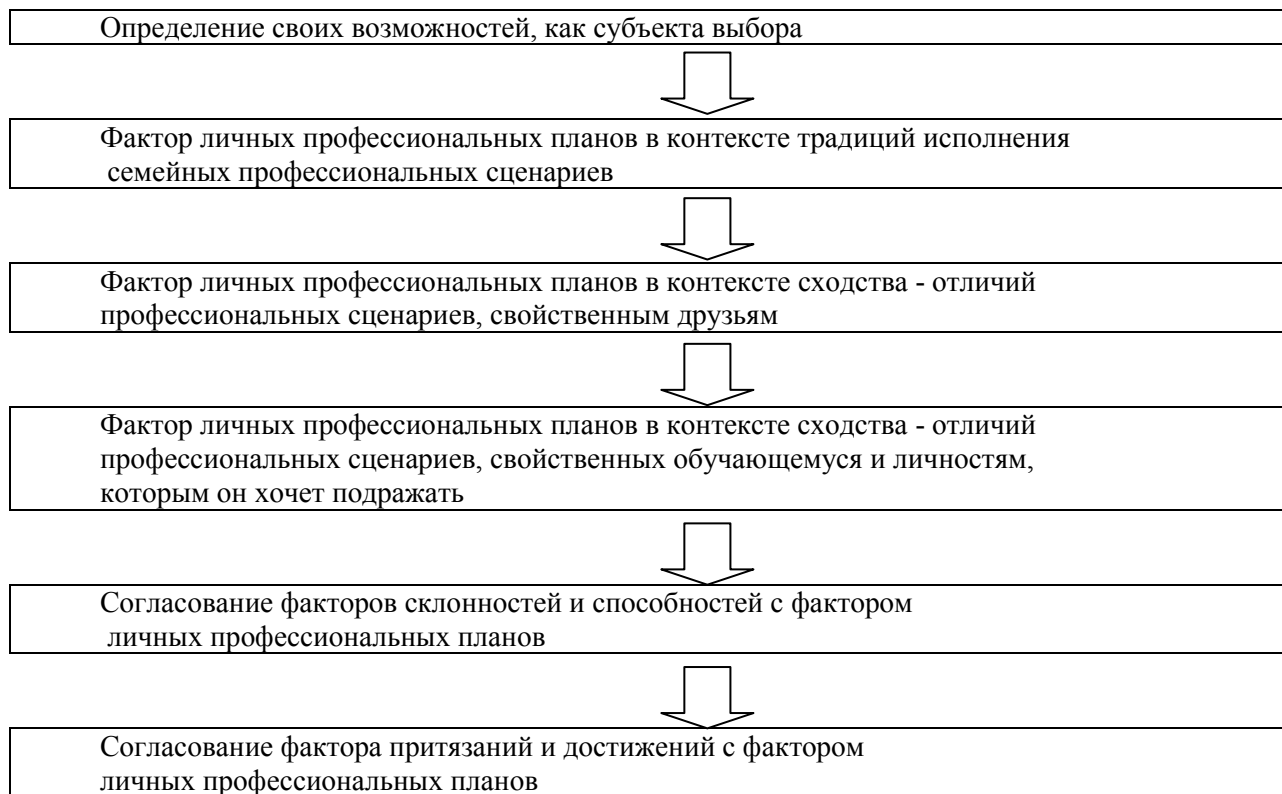 Определение своих возможностей, как субъекта выбора
Фактор личных профессиональных планов в контексте традиций исполнения
семейных профессиональных сценариев
Фактор личных профессиональных планов в контексте сходства - отличий
профессиональных сценариев, свойственным друзьям
Фактор личных профессиональных планов в контексте сходства - отличий
профессиональных сценариев, свойственных обучающемуся и личностям,
которым он хочет подражать
Согласование факторов склонностей и способностей с фактором
личных профессиональных планов
Согласование фактора притязаний и достижений с фактором
личных профессиональных планов